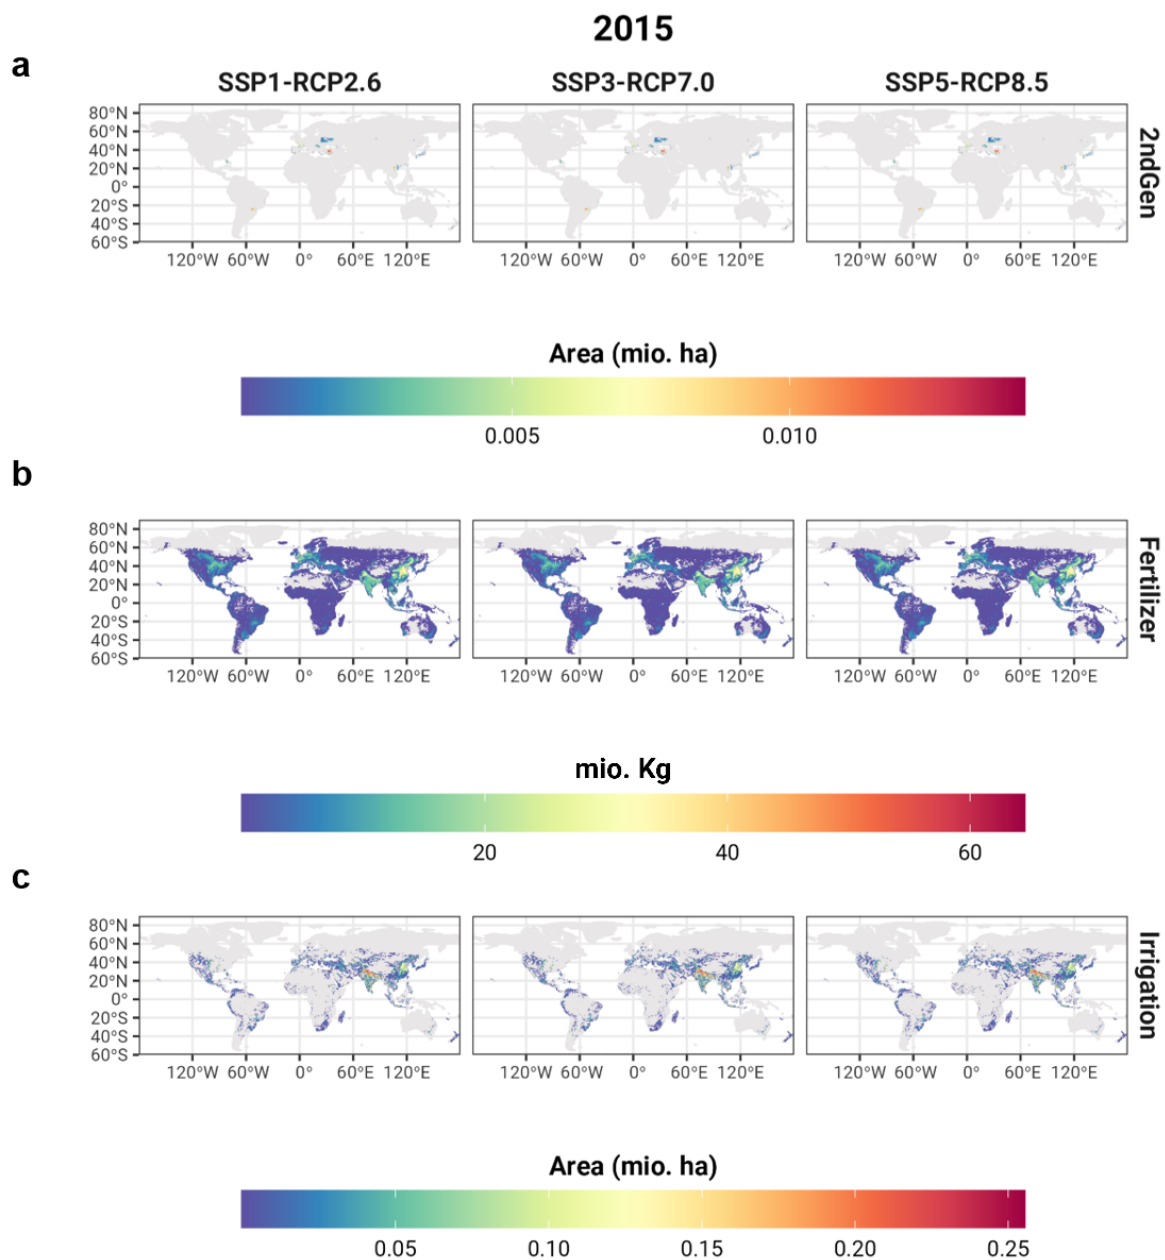 2015
a
SSP1-RCP2.6 SSP3-RCP7.0 SSP5-RCP8.5
80°N
60°N
40°N
20°N
0°
20°S
40°S
60°S
2ndGen
120°W 60°W 0° 60°E 120°E 120°W 60°W 0° 60°E 120°E 120°W 60°W 0° 60°E 120°E
Area (mio. ha)
0.005 0.010
b
80°N
60°N
40°N
20°N
0°
20°S
40°S
60°S
Fertilizer
120°W 60°W 0° 60°E 120°E 120°W 60°W 0° 60°E 120°E 120°W 60°W 0° 60°E 120°E
mio. Kg
20 40 60
c
80°N
60°N
40°N
20°N
0°
20°S
40°S
60°S
Irrigation
120°W 60°W 0° 60°E 120°E 120°W 60°W 0° 60°E 120°E 120°W 60°W 0° 60°E 120°E
Area (mio. ha)
0.05 0.10 0.15 0.20 0.25